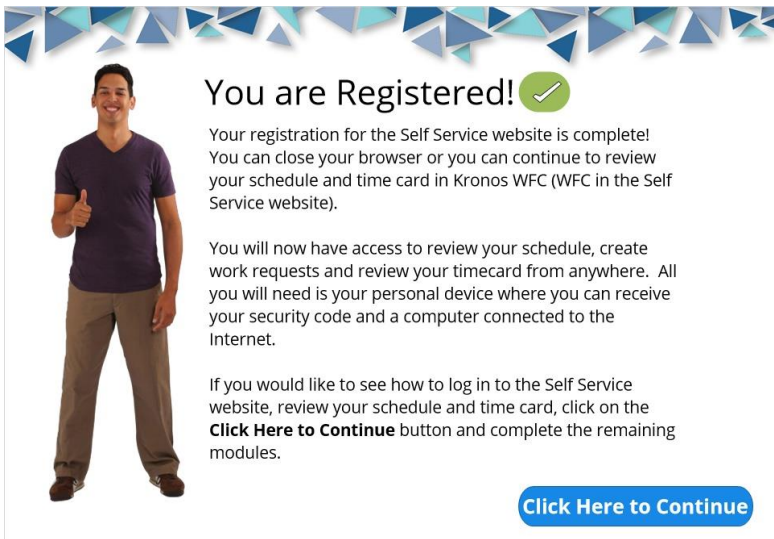 You are Registered!
Your registration for the Self Service website is complete!
You can close your browser or you can continue to review
your schedule and time card in Kronos WFC (WFC in the Self
Service website).
You will now have access to review your schedule, create
work requests and review your timecard from anywhere.  All
you will need is your personal device where you can receive
your security code and a computer connected to the
Internet.
If you would like to see how to log in to the Self Service
website, review your schedule and time card, click on the
Click Here to Continue button and complete the remaining
modules.
Click Here to Continue